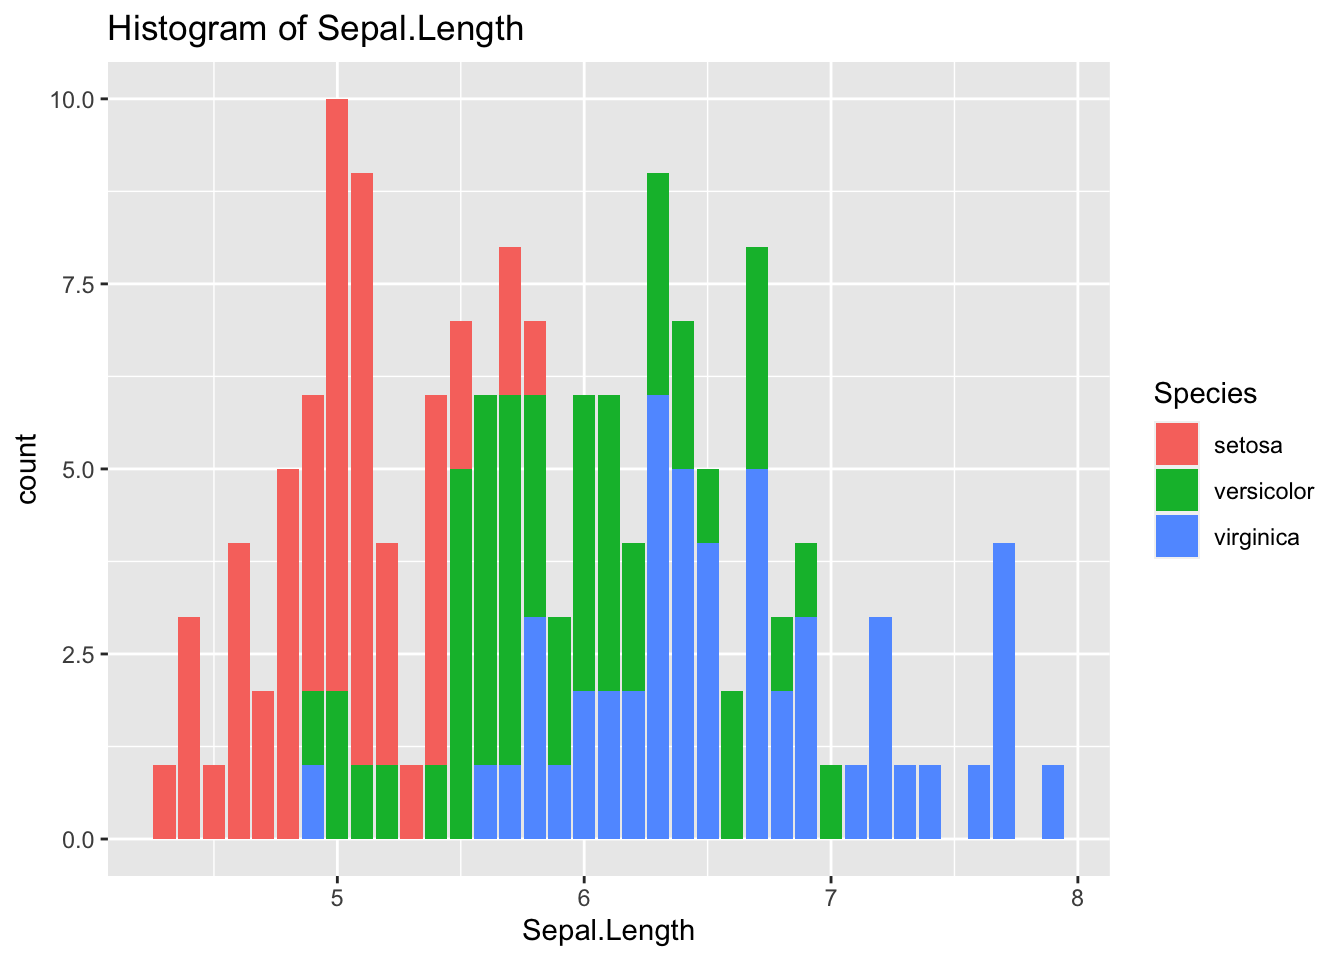 Histogram of Sepal.Length
10.0
7.5
5.0
2.5
0.0
count
5 6 7 8
Sepal.Length
Species
setosa
versicolor
virginica